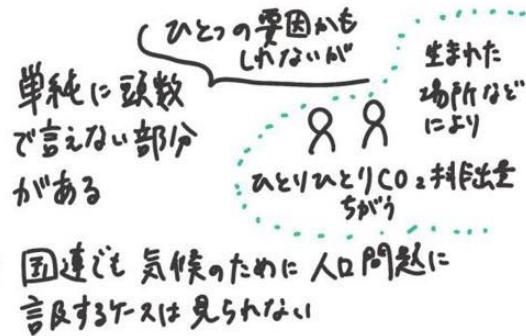 ひとつの要因かも
しれないが
単純に頭数
で言えない部分
がある
生まれた
場所など
により
ひとりひとりCO₂排出量
ちがう
国連でも 気候のために 人口問題に
言及するケースは 見られない